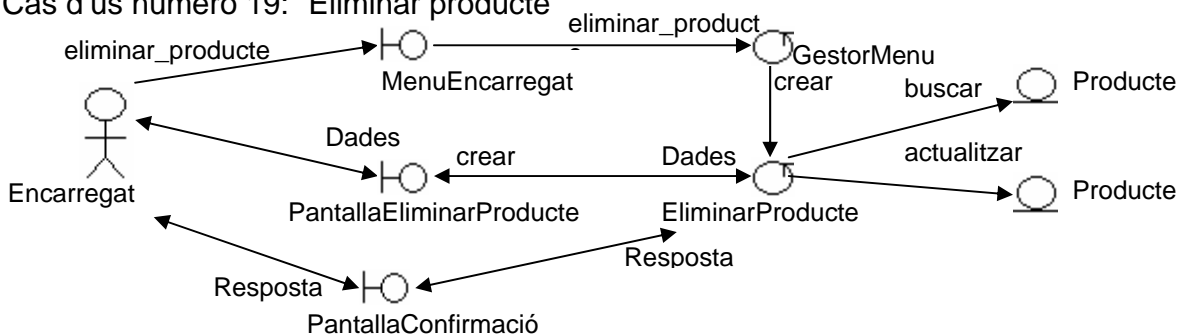 Cas d'ús número 19: "Eliminar producte"
eliminar_product
eliminar_producte
GestorMenu
MenuEncarregat
crear
buscar
Producte
Dades
crear
Dades
actualitzar
Encarregat
Producte
PantallaEliminarProducte
EliminarProducte
Resposta
Resposta
PantallaConfirmació